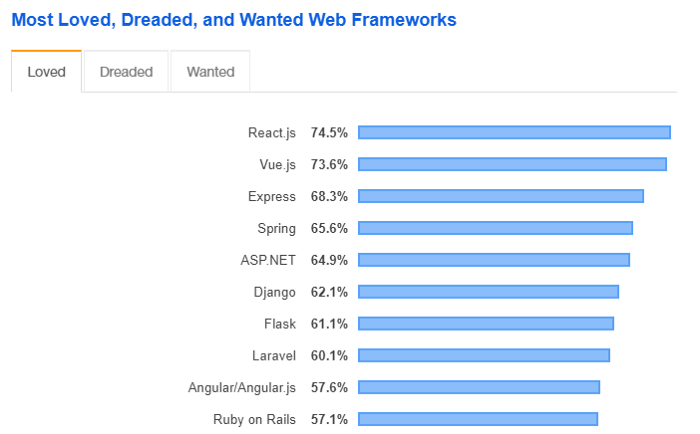 Most Loved, Dreaded, and Wanted Web Frameworks
Loved Dreaded Wanted
React.js 74.5%
Vue.js 73.6%
Express 68.3%
Spring 65.6%
ASP.NET 64.9%
Django 62.1%
Flask 61.1%
Laravel 60.1%
Angular/Angular.js 57.6%
Ruby on Rails 57.1%